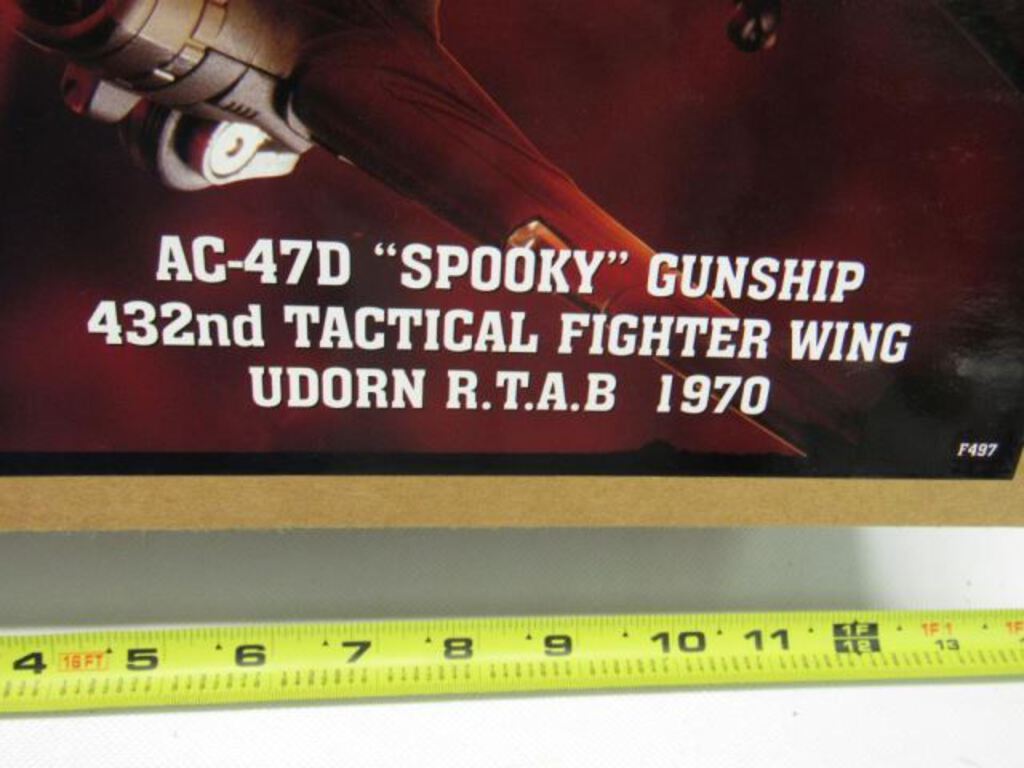 AC-47D “SPOOKY” GUNSHIP
432nd TACTICAL FIGHTER WING
UDORN R.T.A.B 1970
F497
4 16FT 5 6 7 8 9 10 11 1F 12 1F1 13 1F